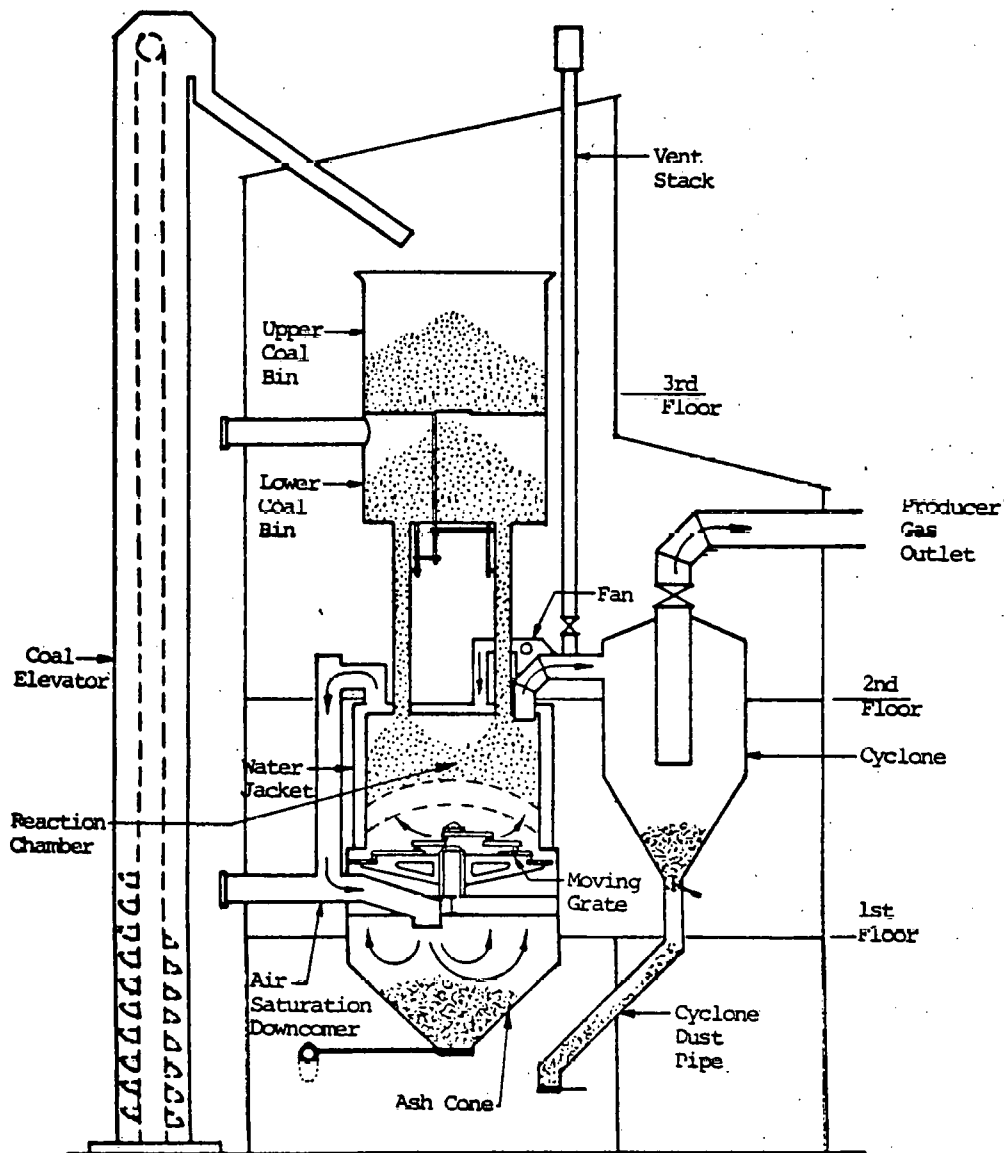 Vent
Stack
Upper
Coal
Bin
3rd
Floor
Lower
Coal
Bin
Producer
Gas
Outlet
Fan
Coal
Elevator
2nd
Floor
Water
Jacket
Cyclone
Reaction
Chamber
Moving
Grate
1st
Floor
Air
Saturation
Downcomer
Cyclone
Dust
Pipe
Ash Cone